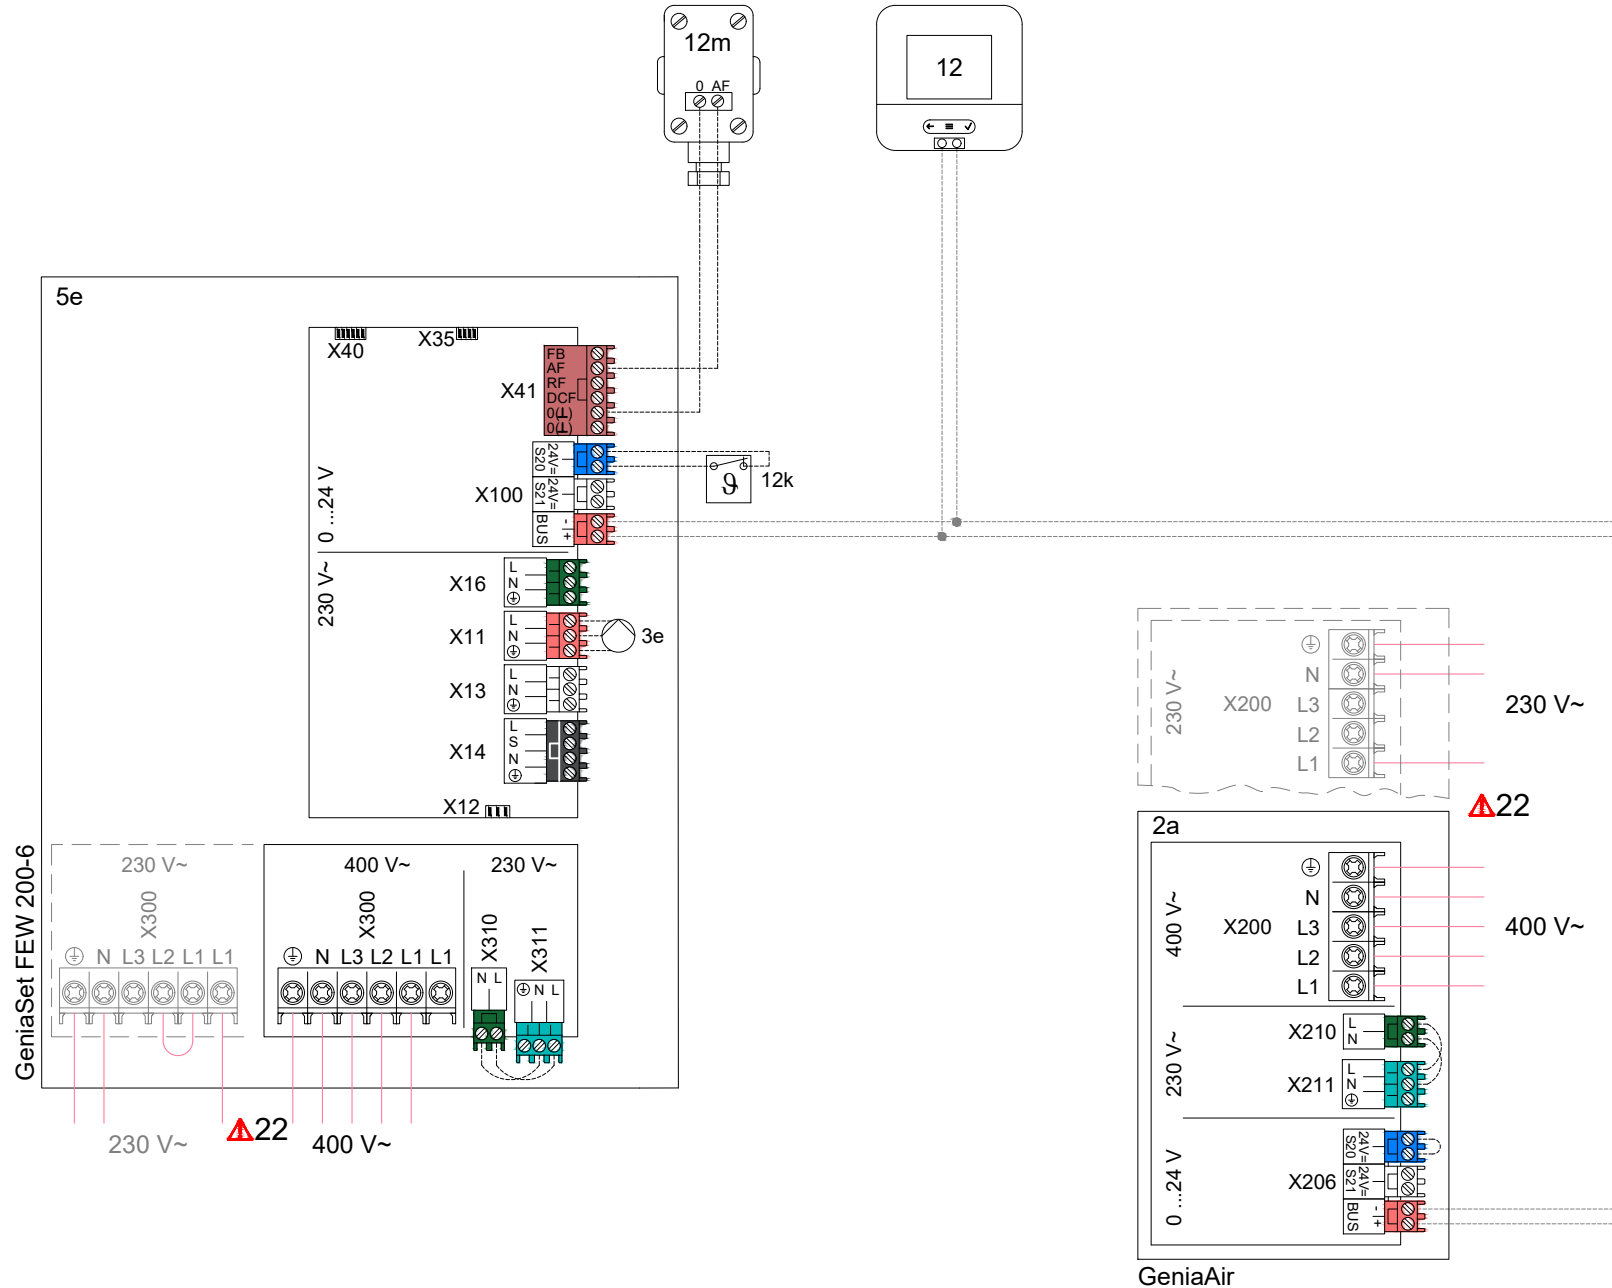 12m
0 AF
12
5e
X40
X35
X41
FB
AF
RF
DCF
0(⊥)
0(⊥)
0 ...24 V
X100
S20
24V=
S21
24V=
BUS
- +
12k
230 V~
X16
L
N
X11
L
N
3e
X13
L
N
X14
L
S
N
X12
GeniaSet FEW 200-6
230 V~
X300
N L3 L2 L1 L1
230 V~
22
400 V~
X300
N L3 L2 L1 L1
400 V~
230 V~
X310
N L
X311
N L
230 V~
X200
N
L3
L2
L1
230 V~
22
2a
400 V~
X200
N
L3
L2
L1
400 V~
230 V~
X210
L
N
X211
L
N
0 ...24 V
X206
S20
24V=
S21
24V=
BUS
- +
GeniaAir